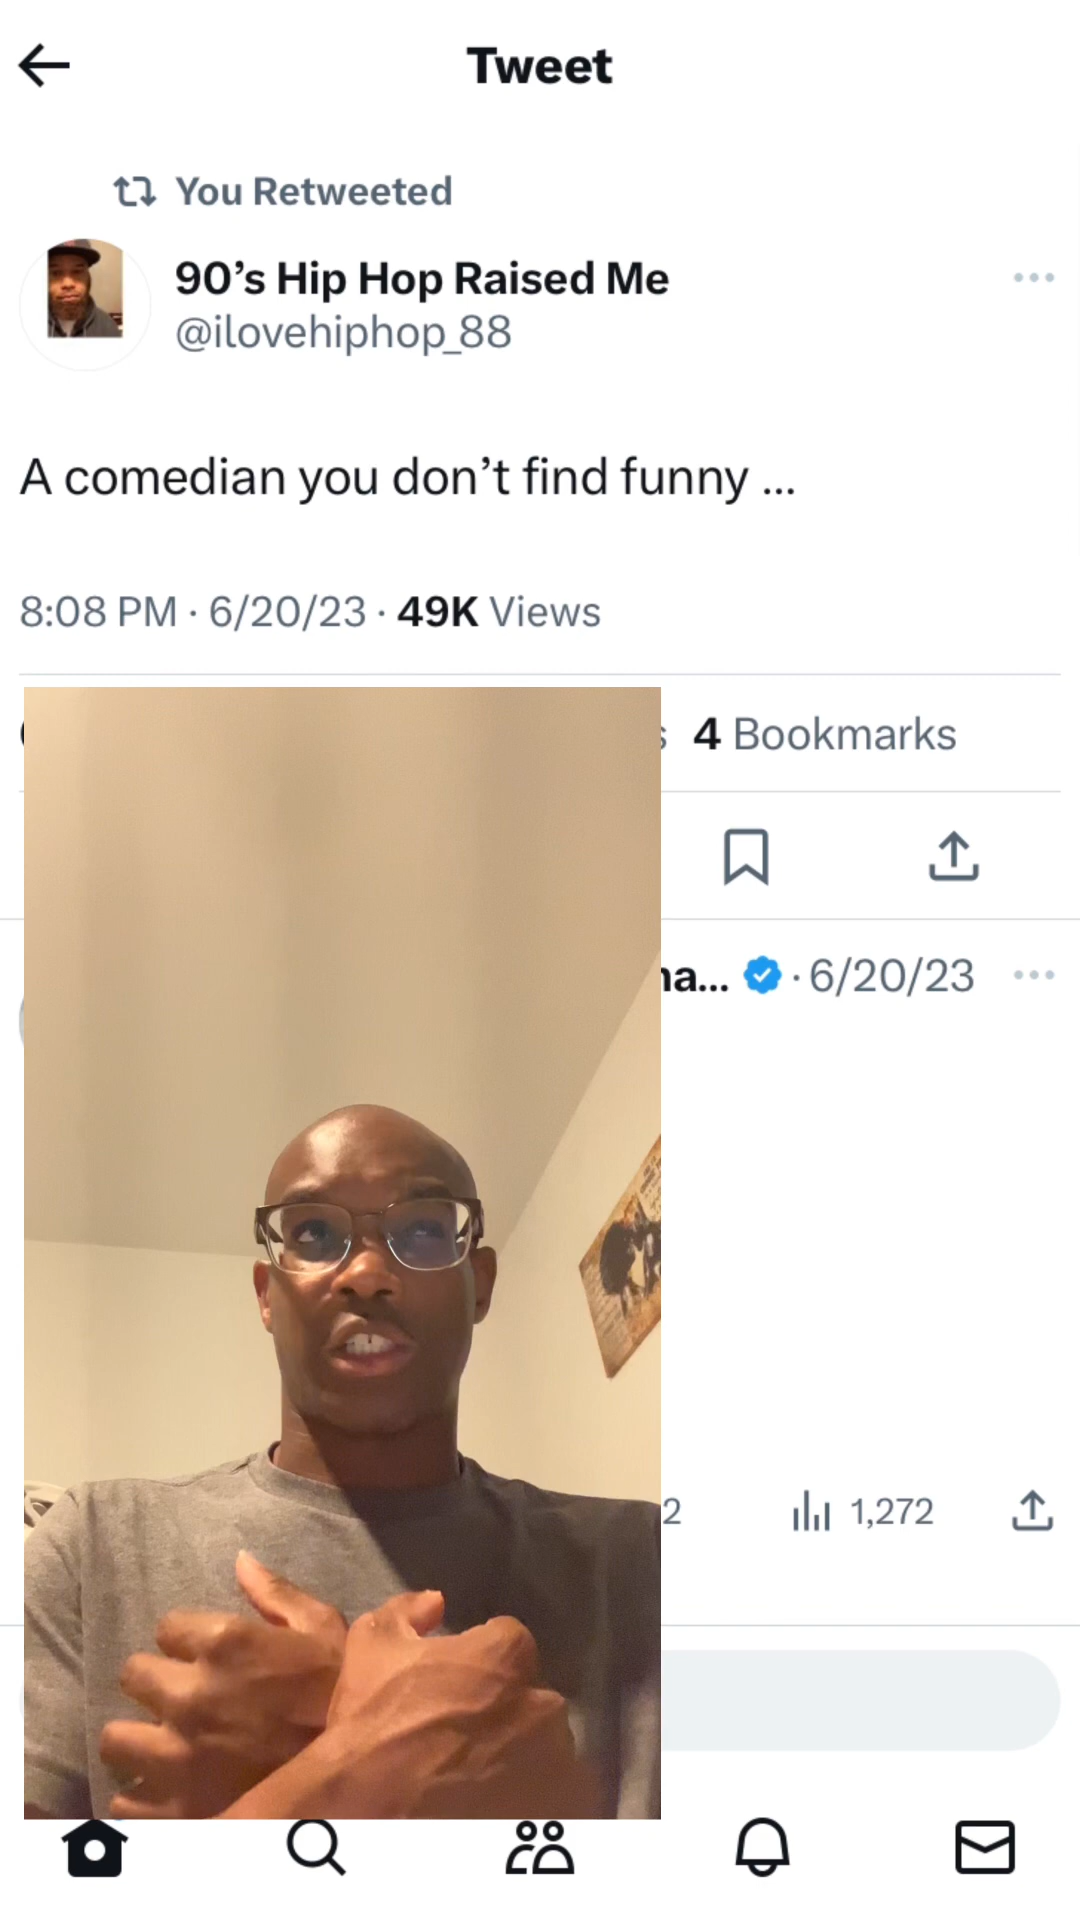 Tweet
You Retweeted
90’s Hip Hop Raised Me
@ilovehiphop_88
A comedian you don’t find funny ...
8:08 PM · 6/20/23 · 49K Views
4 Bookmarks
· 6/20/23
1,272